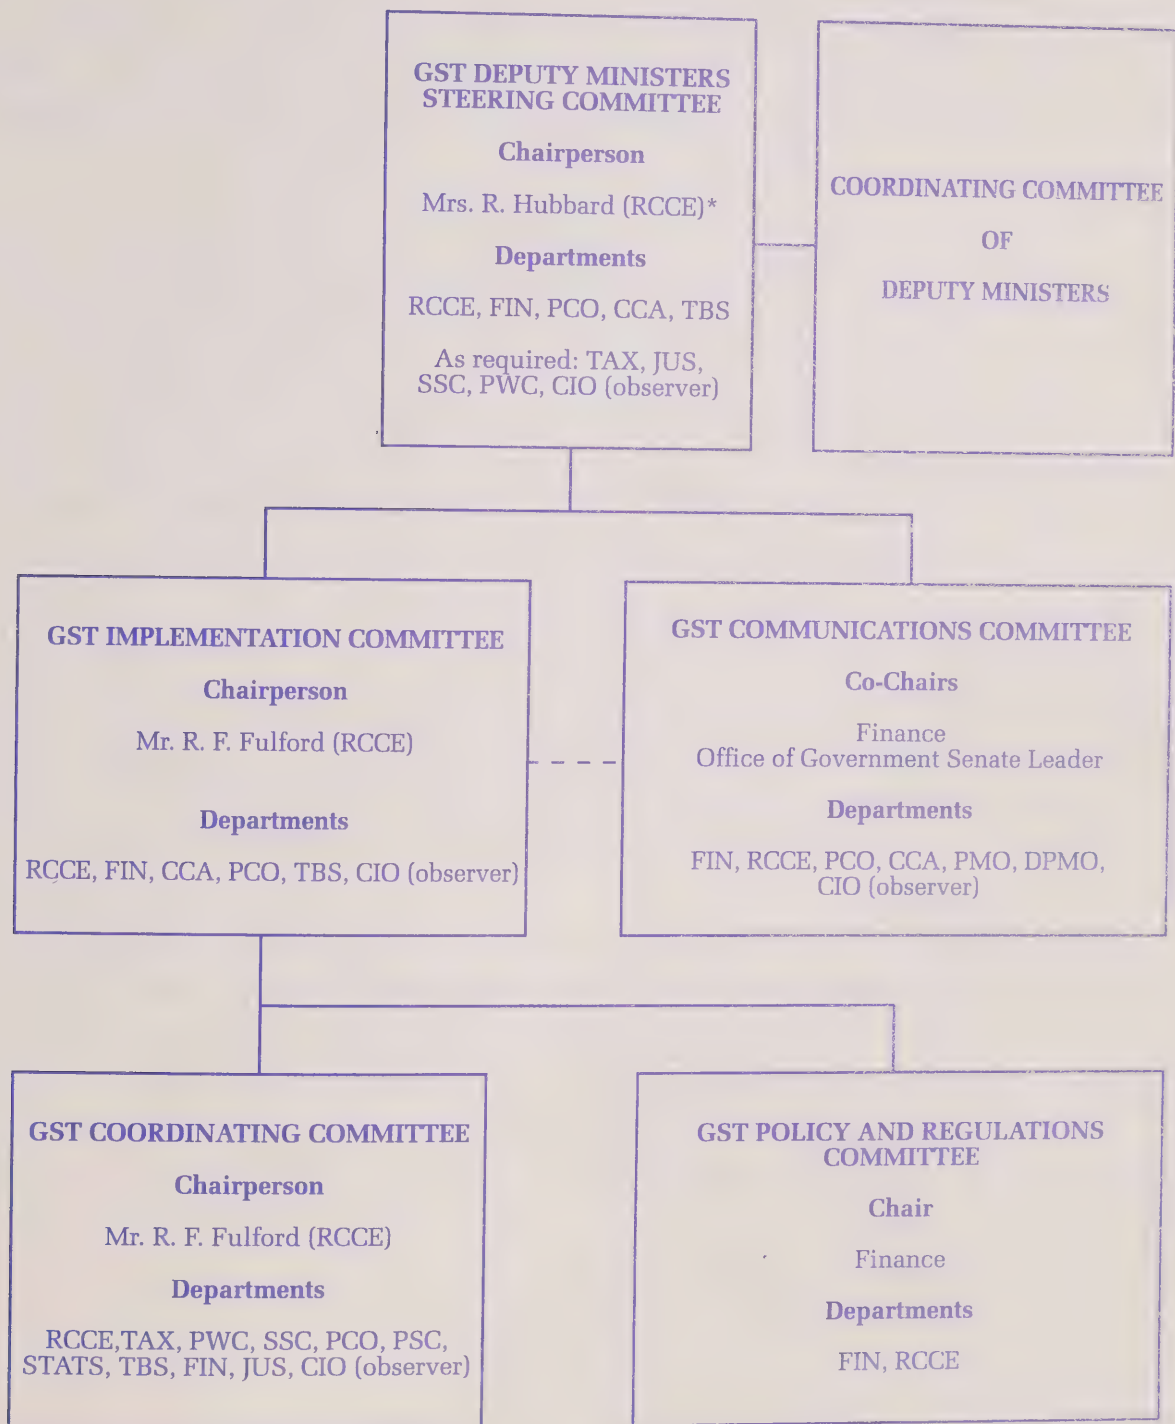 GST DEPUTY MINISTERS
STEERING COMMITTEE
Chairperson
Mrs. R. Hubbard (RCCE)*
Departments
RCCE, FIN, PCO, CCA, TBS
As required: TAX, JUS,
SSC, PWC, CIO (observer)
COORDINATING COMMITTEE
OF
DEPUTY MINISTERS
GST IMPLEMENTATION COMMITTEE
Chairperson
Mr. R. F. Fulford (RCCE)
Departments
RCCE, FIN, CCA, PCO, TBS, CIO (observer)
GST COMMUNICATIONS COMMITTEE
Co-Chairs
Finance
Office of Government Senate Leader
Departments
FIN, RCCE, PCO, CCA, PMO, DPMO,
CIO (observer)
GST COORDINATING COMMITTEE
Chairperson
Mr. R. F. Fulford (RCCE)
Departments
RCCE,TAX, PWC, SSC, PCO, PSC,
STATS, TBS, FIN, JUS, CIO (observer)
GST POLICY AND REGULATIONS
COMMITTEE
Chair
Finance
Departments
FIN, RCCE